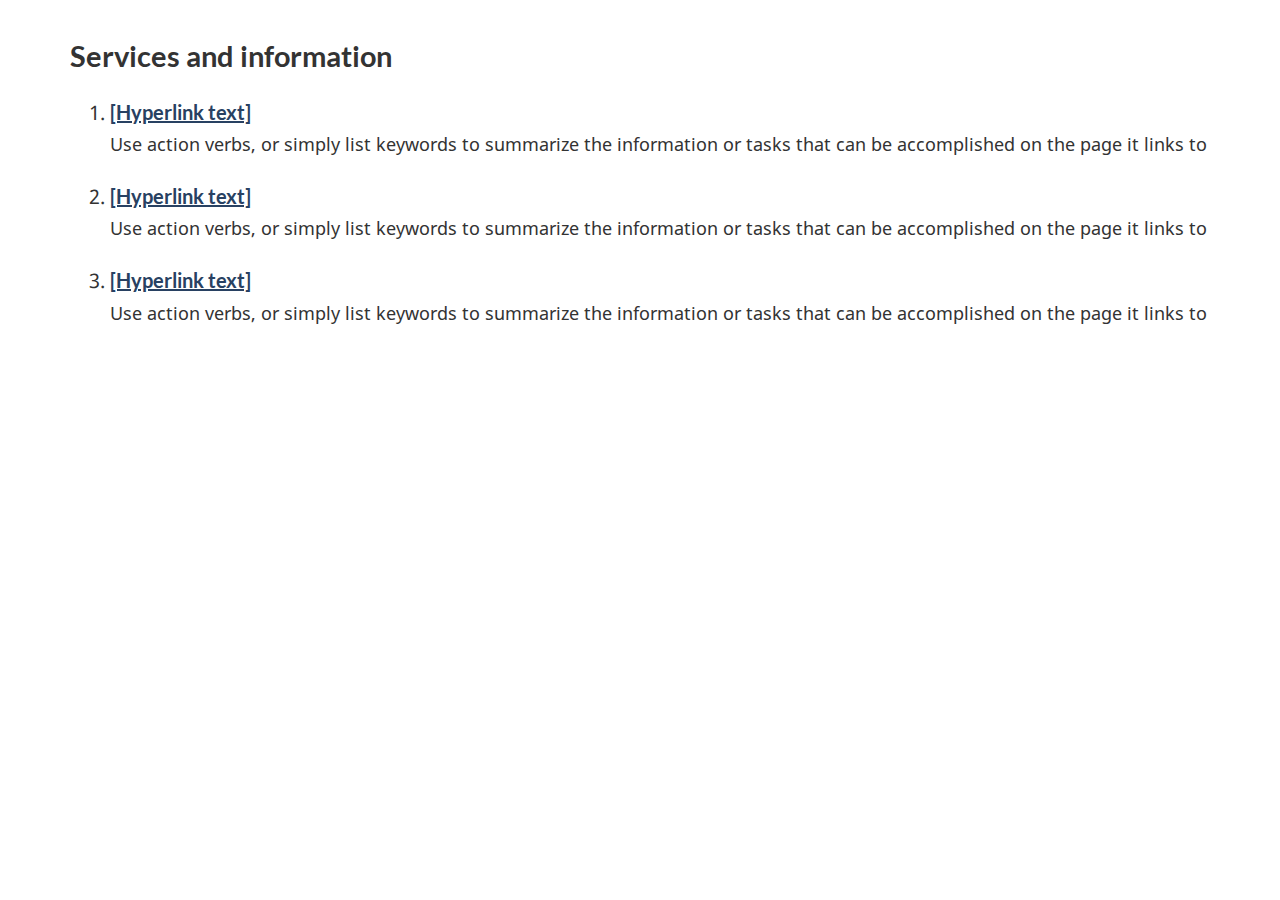 Services and information
1. [Hyperlink text]
Use action verbs, or simply list keywords to summarize the information or tasks that can be accomplished on the page it links to
2. [Hyperlink text]
Use action verbs, or simply list keywords to summarize the information or tasks that can be accomplished on the page it links to
3. [Hyperlink text]
Use action verbs, or simply list keywords to summarize the information or tasks that can be accomplished on the page it links to